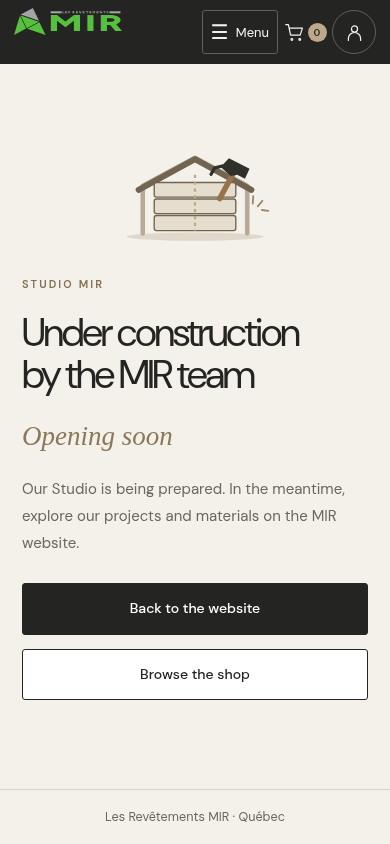 LES REVÊTEMENTS
MIR
Menu
0
STUDIO MIR
Under construction
by the MIR team
Opening soon
Our Studio is being prepared. In the meantime,
explore our projects and materials on the MIR
website.
Back to the website
Browse the shop
Les Revêtements MIR · Québec